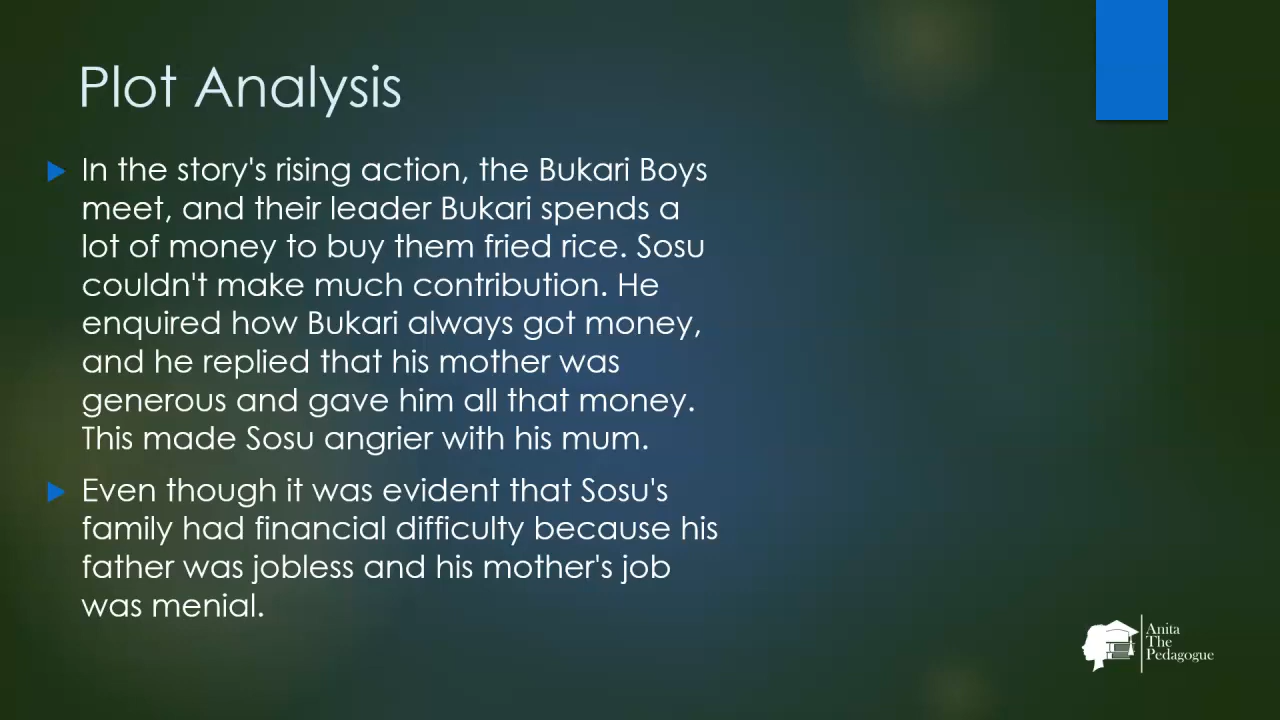 Plot Analysis
In the story's rising action, the Bukari Boys
meet, and their leader Bukari spends a
lot of money to buy them fried rice. Sosu
couldn't make much contribution. He
enquired how Bukari always got money,
and he replied that his mother was
generous and gave him all that money.
This made Sosu angrier with his mum.
Even though it was evident that Sosu's
family had financial difficulty because his
father was jobless and his mother's job
was menial.
Anita
The
Pedagogue